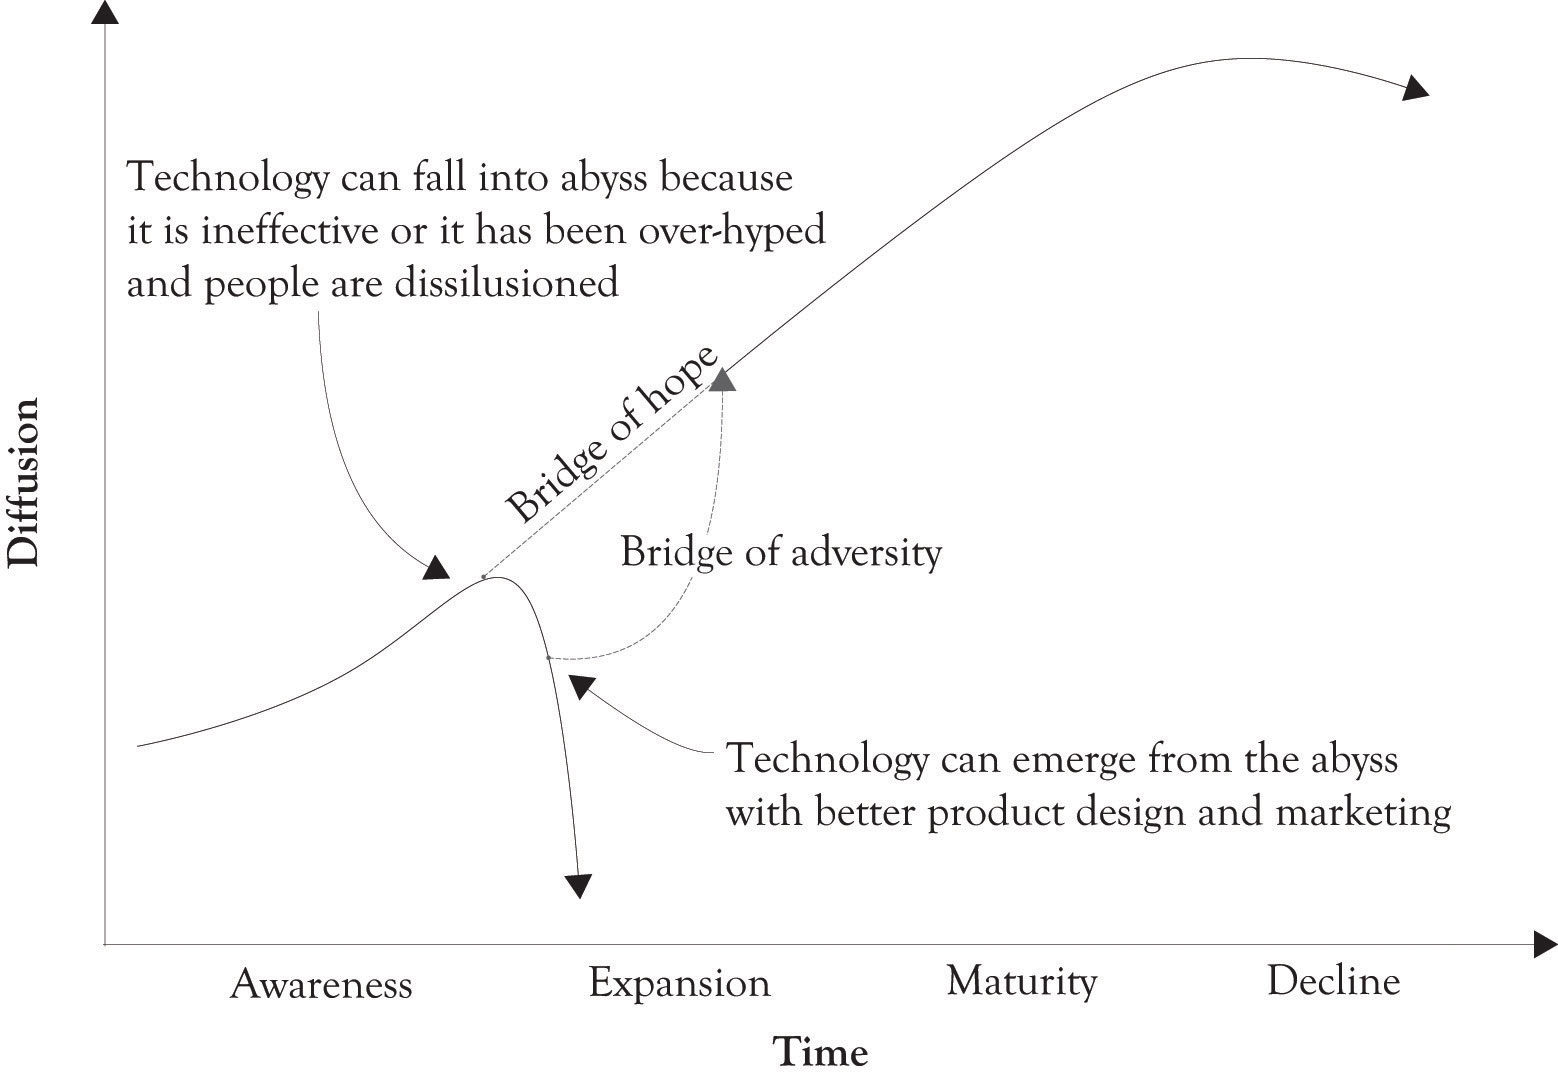 Technology can fall into abyss because
it is ineffective or it has been over-hyped
and people are dissilusioned
Bridge of hope
Diffusion
Bridge of adversity
Technology can emerge from the abyss
with better product design and marketing
Awareness
Expansion
Maturity
Decline
Time